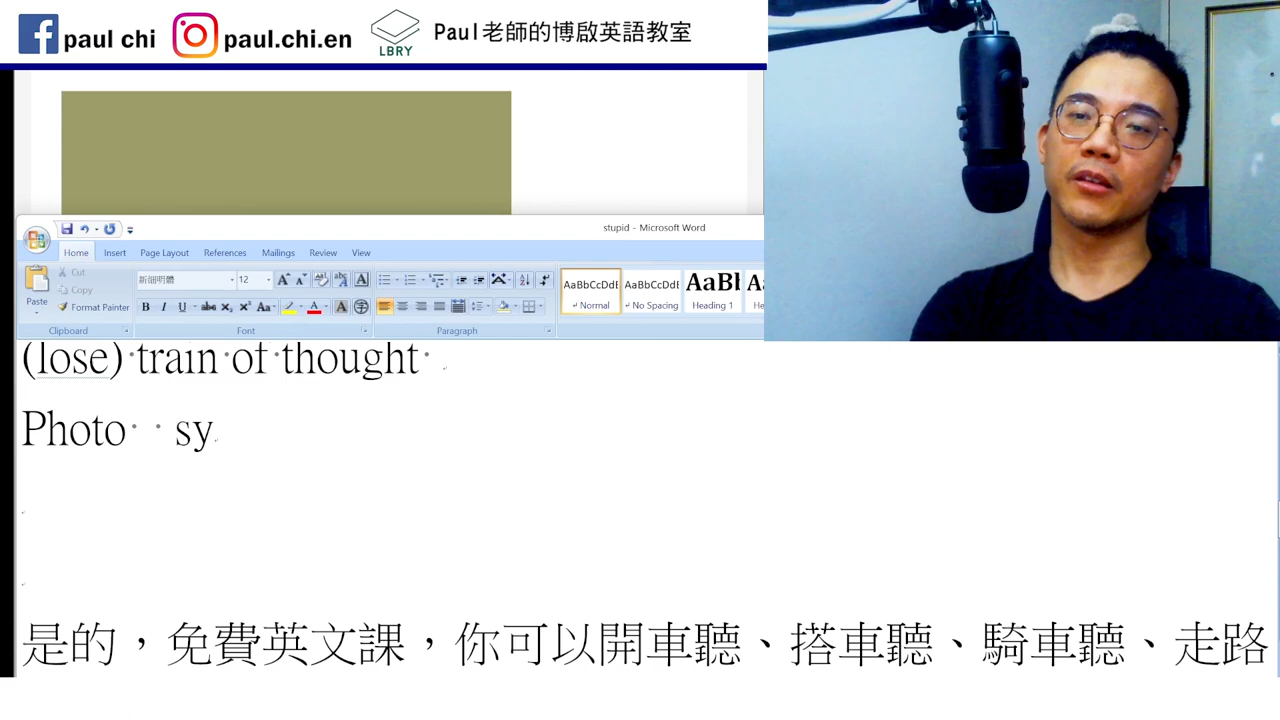 paul chi
paul.chi.en
LBRY
Paul老師的博啟英語教室
stupid - Microsoft Word
Home Insert Page Layout References Mailings Review View
Paste
Cut
Copy
Format Painter
新細明體 12
AaBbCcDdE AaBbCcDdE AaBb
Normal No Spacing Heading 1
Clipboard Font Paragraph
(lose) train of thought
Photo sy
是的，免費英文課，你可以開車聽、搭車聽、騎車聽、走路